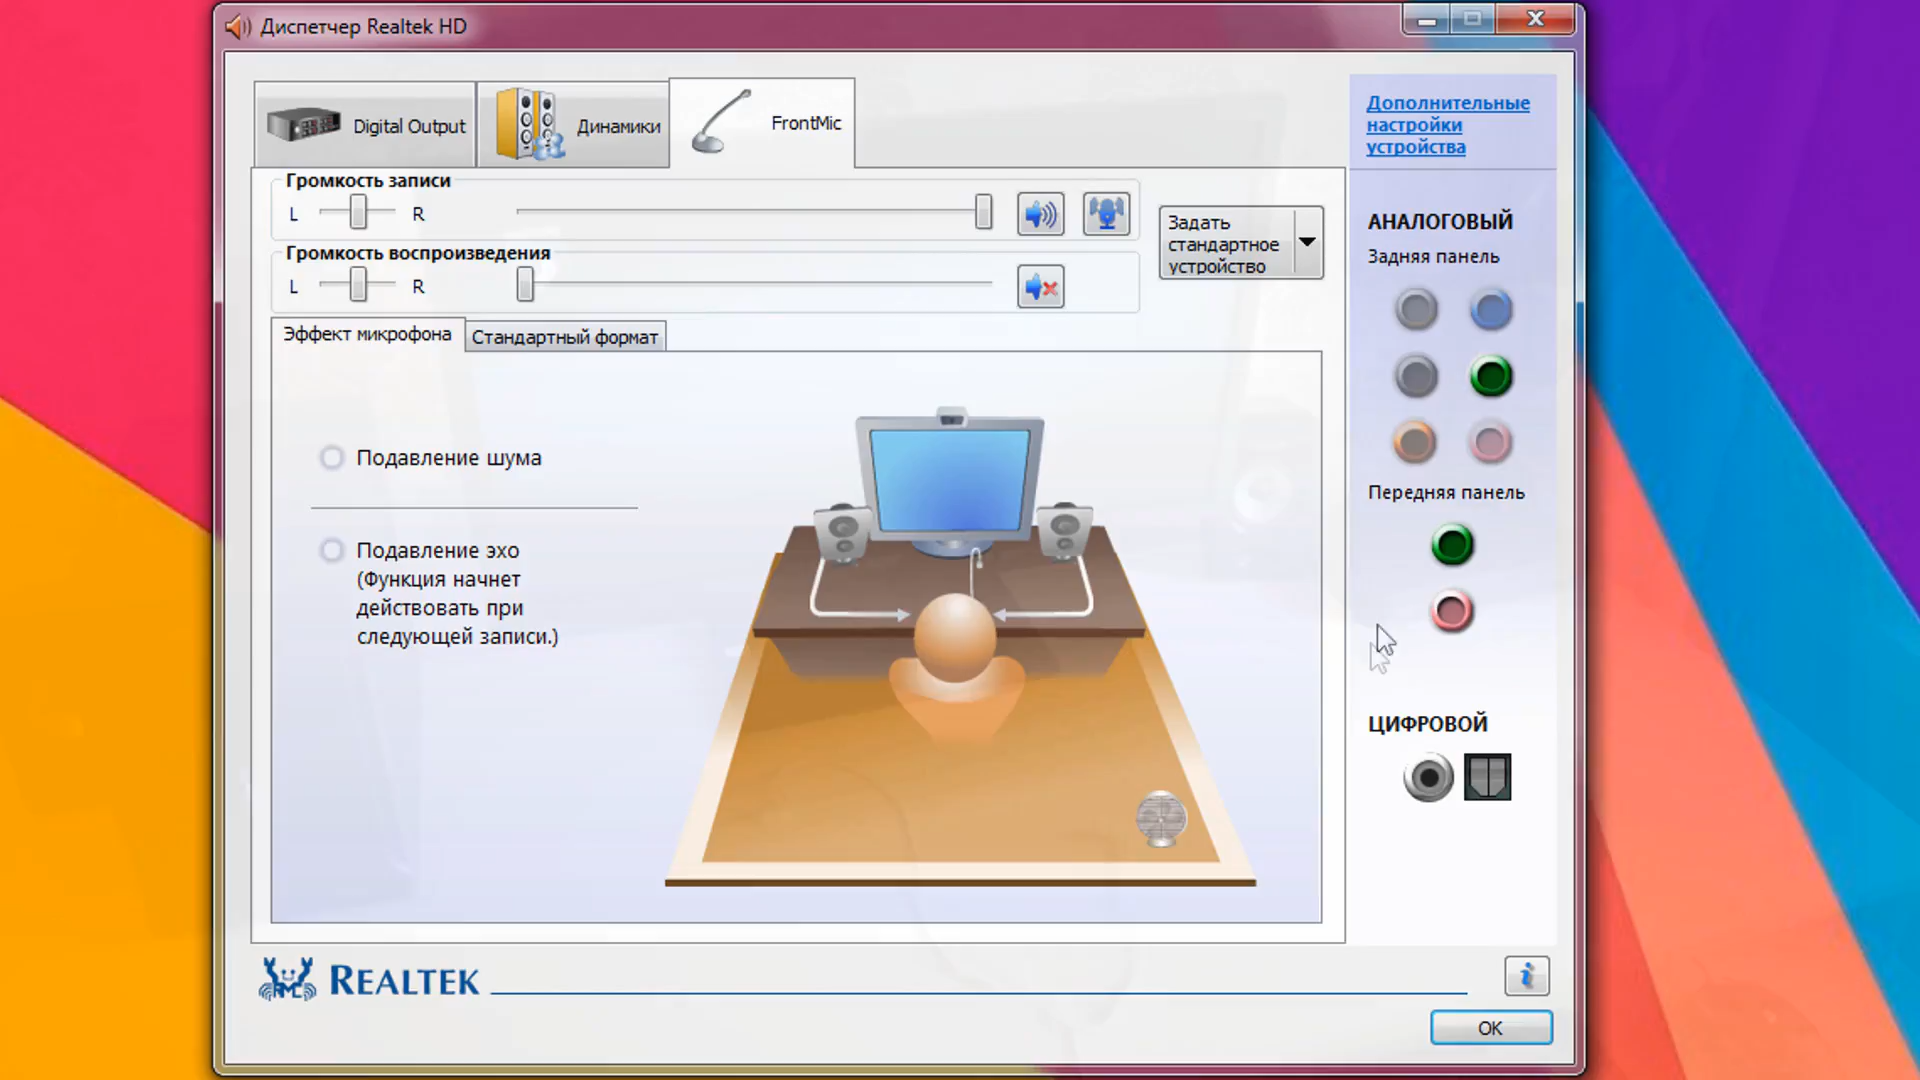 Диспетчер Realtek HD
Digital Output
Динамики
FrontMic
Дополнительные
настройки
устройства
Громкость записи
L
R
Задать
стандартное
устройство
Громкость воспроизведения
L
R
АНАЛОГОВЫЙ
Задняя панель
Эффект микрофона
Стандартный формат
Подавление шума
Подавление эхо
(Функция начнет
действовать при
следующей записи.)
Передняя панель
ЦИФРОВОЙ
REALTEK
OK